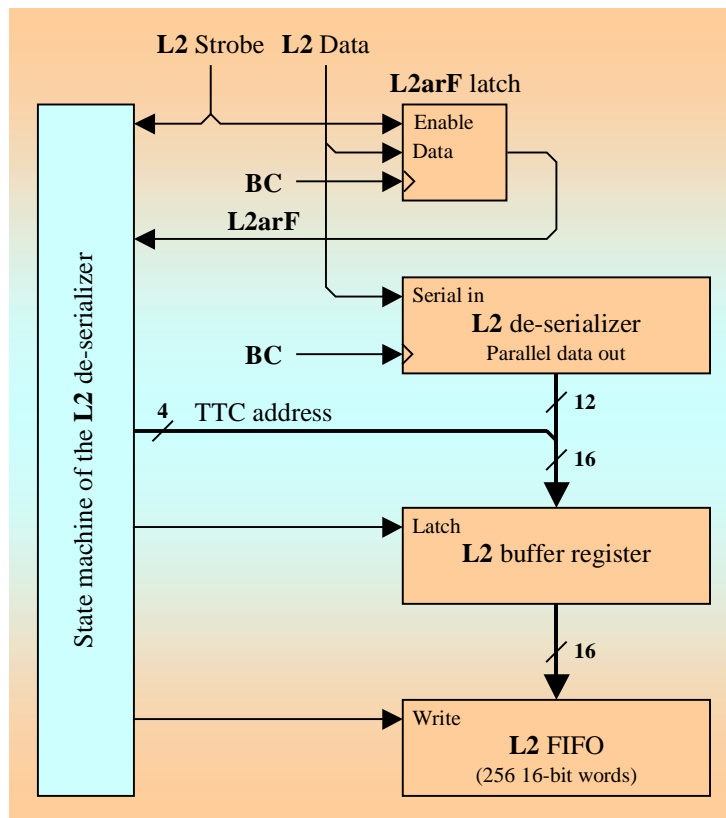 L2 Strobe L2 Data
L2arF latch
Enable
Data
BC
L2arF
Serial in
L2 de-serializer
Parallel data out
BC
12
4 TTC address
16
State machine of the L2 de-serializer
Latch
L2 buffer register
16
Write
L2 FIFO
(256 16-bit words)